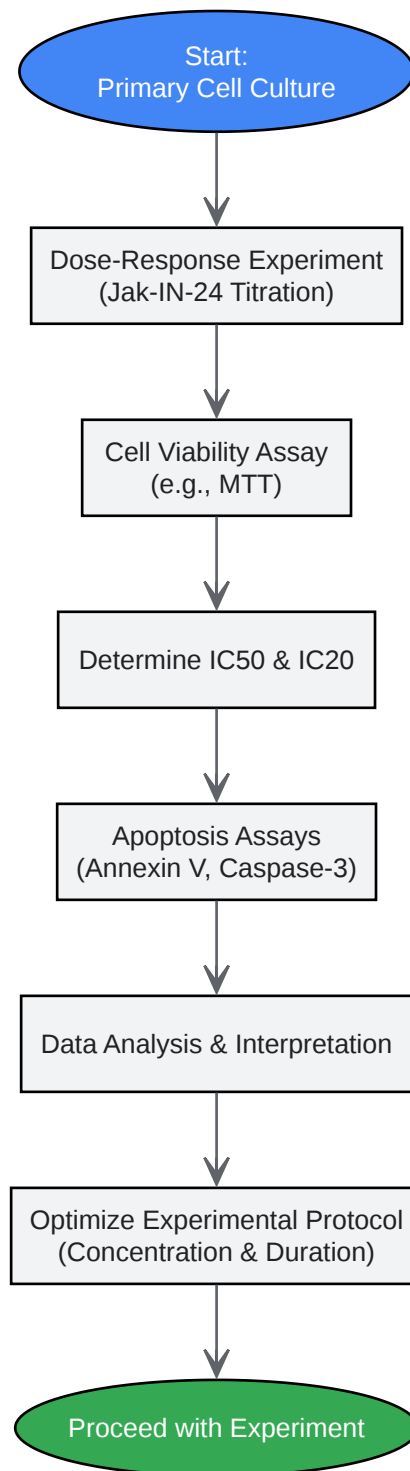 Start:
Primary Cell Culture
Dose-Response Experiment
(Jak-IN-24 Titration)
Cell Viability Assay
(e.g., MTT)
Determine IC50 & IC20
Apoptosis Assays
(Annexin V, Caspase-3)
Data Analysis & Interpretation
Optimize Experimental Protocol
(Concentration & Duration)
Proceed with Experiment